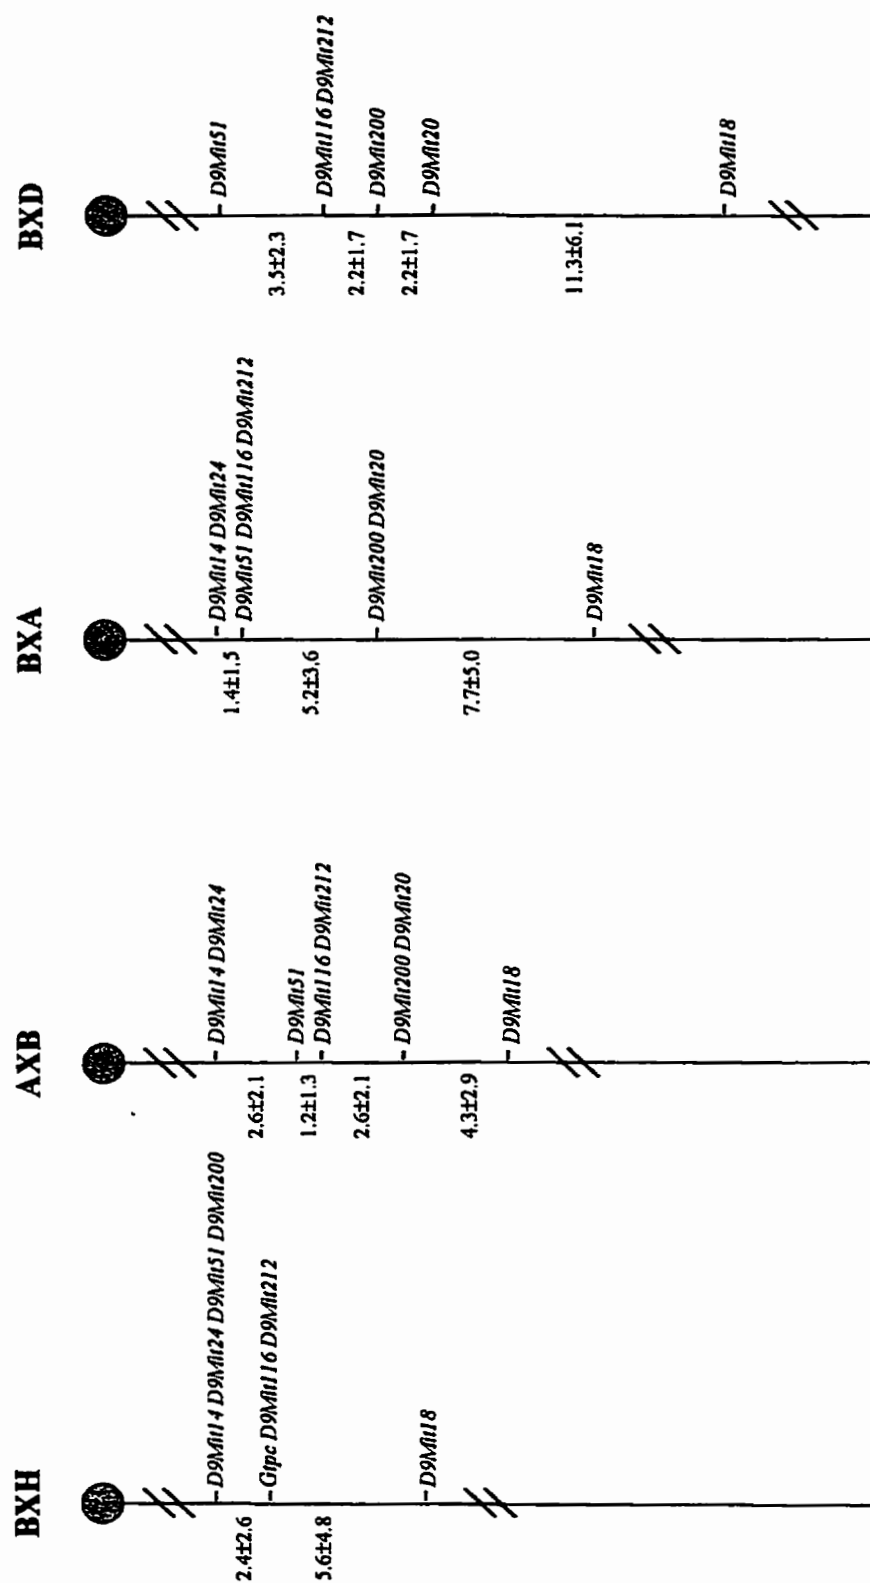 BXH
2.4±2.6
5.6±4.8
D9Mit14 D9Mit24 D9Mit51 D9Mit200
Gtpc D9Mit116 D9Mit212
D9Mit18
AXB
2.6±2.1
1.2±1.3
2.6±2.1
4.3±2.9
D9Mit14 D9Mit24
D9Mit51
D9Mit116 D9Mit212
D9Mit200 D9Mit20
D9Mit18
BXA
1.4±1.5
5.2±3.6
7.7±5.0
D9Mit14 D9Mit24
D9Mit51 D9Mit116 D9Mit212
D9Mit200 D9Mit20
D9Mit18
BXD
3.5±2.3
2.2±1.7
2.2±1.7
11.3±6.1
D9Mit51
D9Mit116 D9Mit212
D9Mit200
D9Mit20
D9Mit18